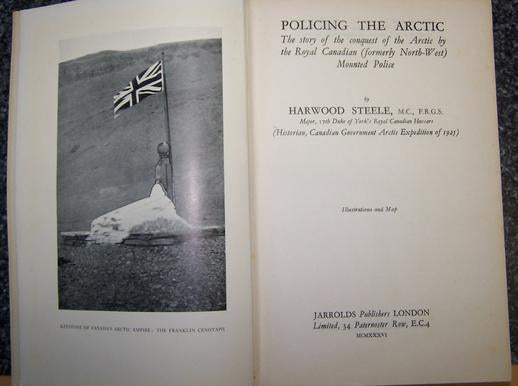 KEYSTONE OF CANADA'S ARCTIC EMPIRE: THE FRANKLIN CENOTAPH
POLICING THE ARCTIC
The story of the conquest of the Arctic by
the Royal Canadian (formerly North-West)
Mounted Police
by
HARWOOD STEELE, M.C., F.R.G.S.
Major, 17th Duke of York's Royal Canadian Hussars
(Historian, Canadian Government Arctic Expedition of 1925)
Illustrations and Map
JARROLDS Publishers LONDON
Limited, 34 Paternoster Row, E.C.4
MCMXXXVI